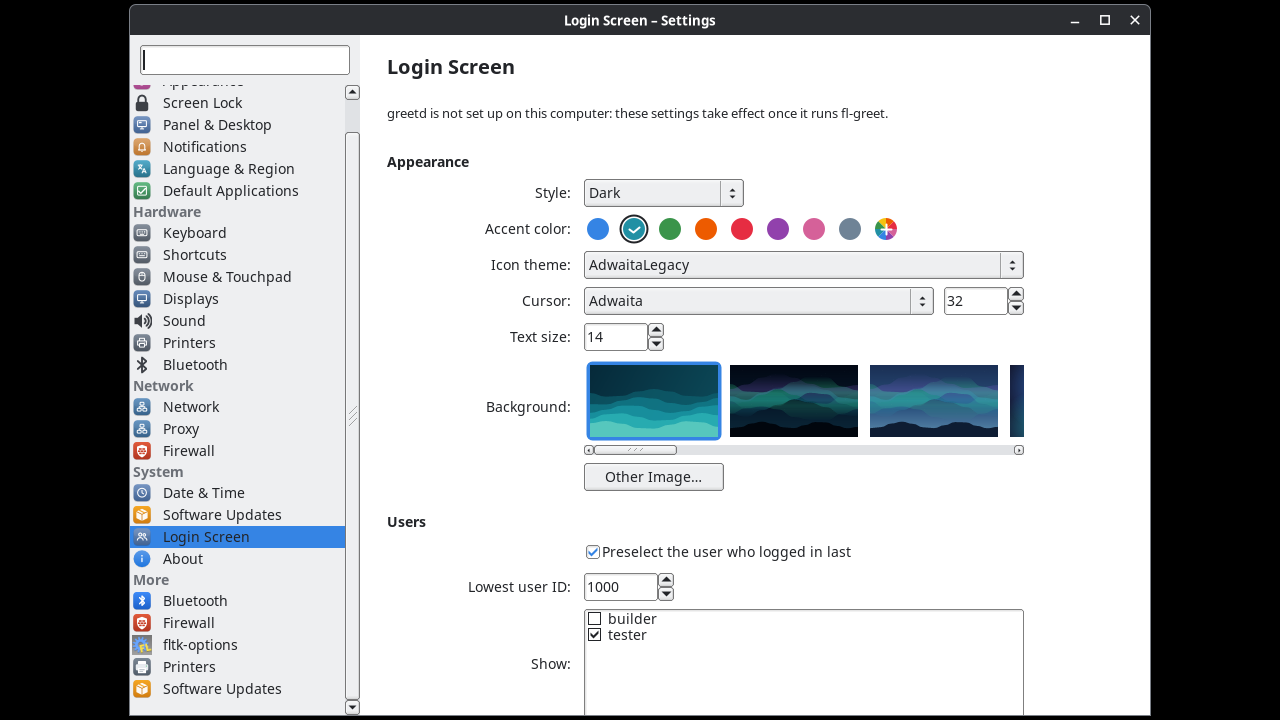 Login Screen – Settings
Appearance
Screen Lock
Panel & Desktop
Notifications
Language & Region
Default Applications
Hardware
Keyboard
Shortcuts
Mouse & Touchpad
Displays
Sound
Printers
Bluetooth
Network
Network
Proxy
Firewall
System
Date & Time
Software Updates
Login Screen
About
More
Bluetooth
Firewall
fltk-options
Printers
Software Updates
Login Screen
greetd is not set up on this computer: these settings take effect once it runs fl-greet.
Appearance
Style: Dark
Accent color:
Icon theme: AdwaitaLegacy
Cursor: Adwaita 32
Text size: 14
Background:
Other Image...
Users
Preselect the user who logged in last
Lowest user ID: 1000
builder
tester
Show: